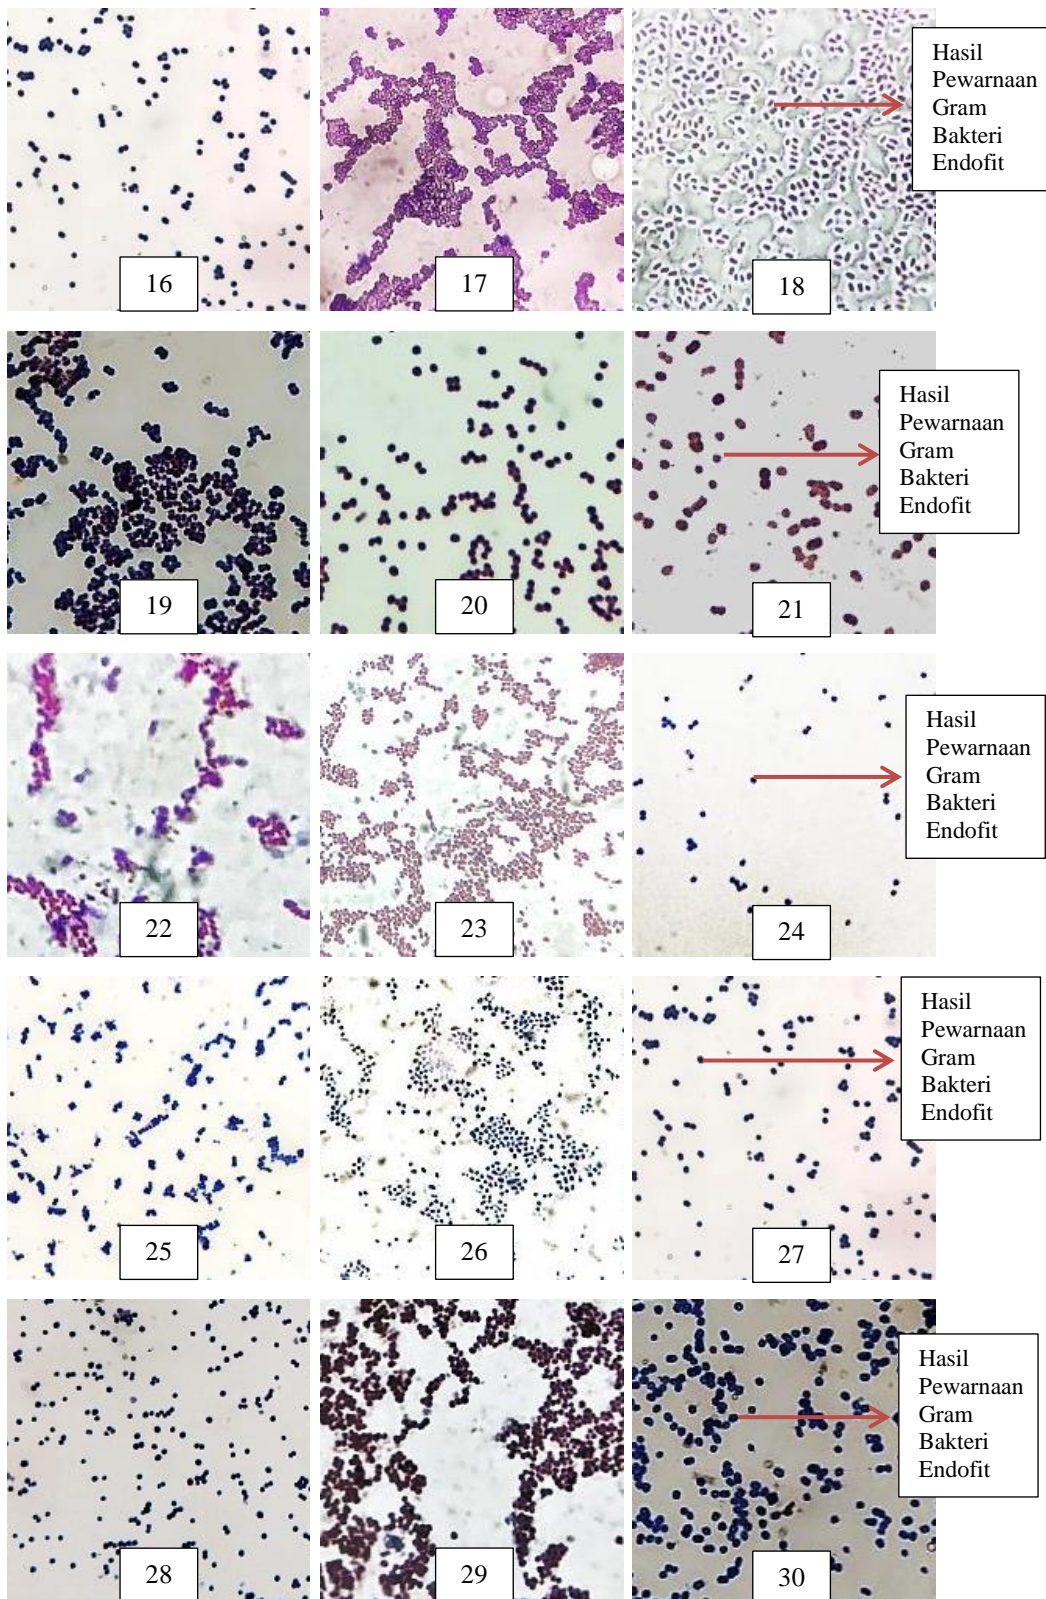 16
17
18
Hasil
Pewarnaan
Gram
Bakteri
Endofit
19
20
21
Hasil
Pewarnaan
Gram
Bakteri
Endofit
22
23
24
Hasil
Pewarnaan
Gram
Bakteri
Endofit
25
26
27
Hasil
Pewarnaan
Gram
Bakteri
Endofit
28
29
30
Hasil
Pewarnaan
Gram
Bakteri
Endofit